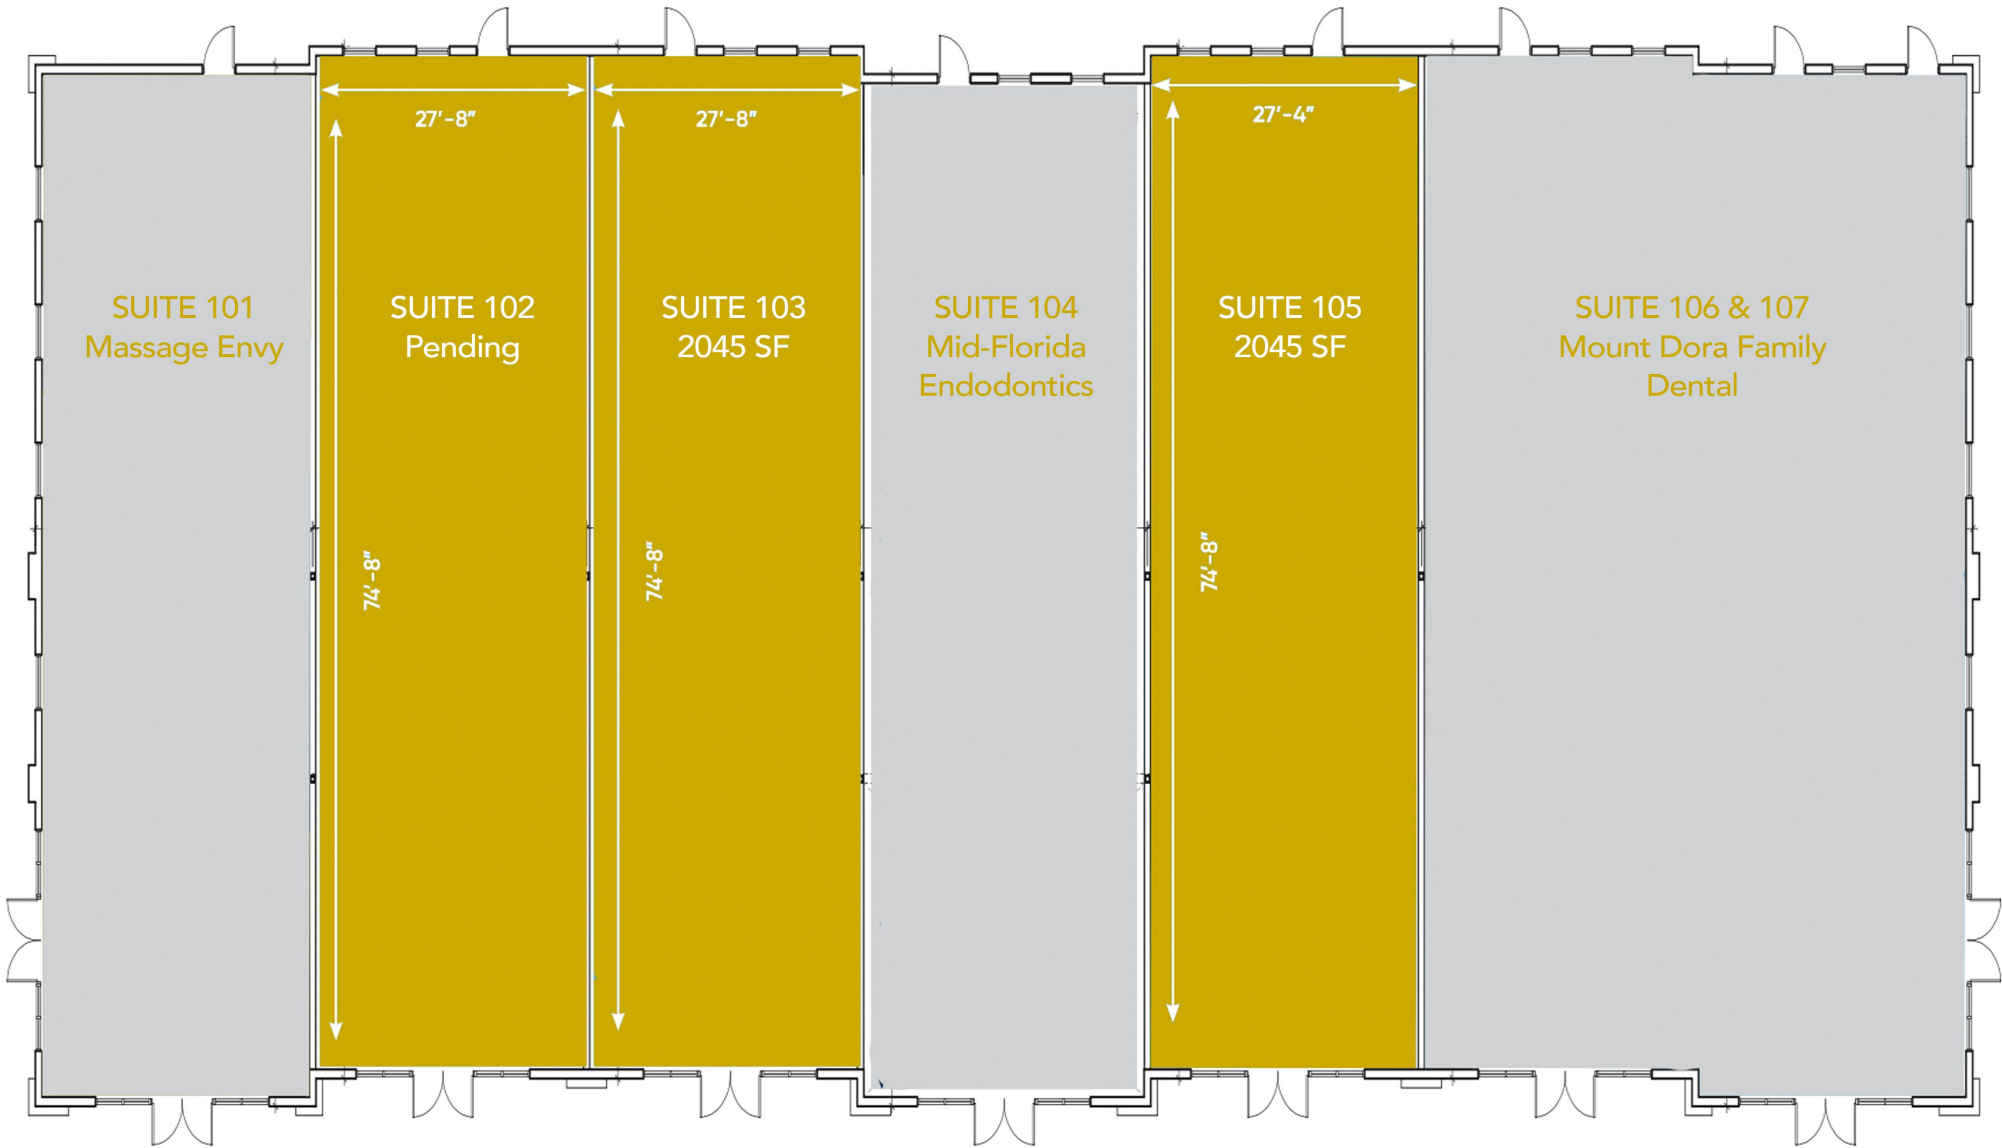 27'-8"
27'-8"
27'-4"
SUITE 101
Massage Envy
SUITE 102
Pending
SUITE 103
2045 SF
SUITE 104
Mid-Florida
Endodontics
SUITE 105
2045 SF
SUITE 106 & 107
Mount Dora Family
Dental
74'-8"
74'-8"
74'-8"